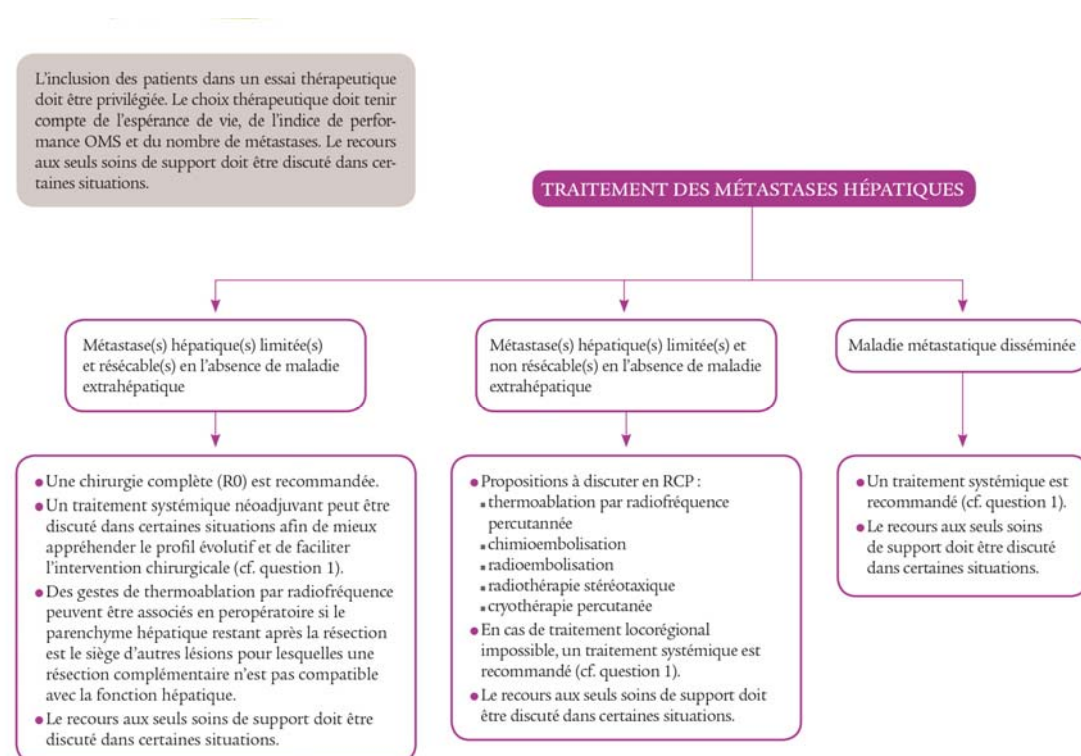 L’inclusion des patients dans un essai thérapeutique
doit être privilégiée. Le choix thérapeutique doit tenir
compte de l’espérance de vie, de l’indice de perfor-
mance OMS et du nombre de métastases. Le recours
aux seuls soins de support doit être discuté dans cer-
taines situations.
TRAITEMENT DES MÉTASTASES HÉPATIQUES
Métastase(s) hépatique(s) limitée(s)
et résécable(s) en l’absence de maladie
extrahépatique
Métastase(s) hépatique(s) limitée(s) et
non résécable(s) en l’absence de maladie
extrahépatique
Maladie métastatique disséminée
• Une chirurgie complète (R0) est recommandée.
• Un traitement systémique néoadjuvant peut être
discuté dans certaines situations afin de mieux
appréhender le profil évolutif et de faciliter
l’intervention chirurgicale (cf. question 1).
• Des gestes de thermoablation par radiofréquence
peuvent être associés en peropératoire si le
parenchyme hépatique restant après la résection
est le siège d’autres lésions pour lesquelles une
résection complémentaire n’est pas compatible
avec la fonction hépatique.
• Le recours aux seuls soins de support doit être
discuté dans certaines situations.
• Propositions à discuter en RCP :
▪ thermoablation par radiofréquence
percutannée
▪ chimioembolisation
▪ radioembolisation
▪ radiothérapie stéréotaxique
▪ cryothérapie percutanée
• En cas de traitement locorégional
impossible, un traitement systémique est
recommandé (cf. question 1).
• Le recours aux seuls soins de support doit
être discuté dans certaines situations.
• Un traitement systémique est
recommandé (cf. question 1).
• Le recours aux seuls soins
de support doit être discuté
dans certaines situations.